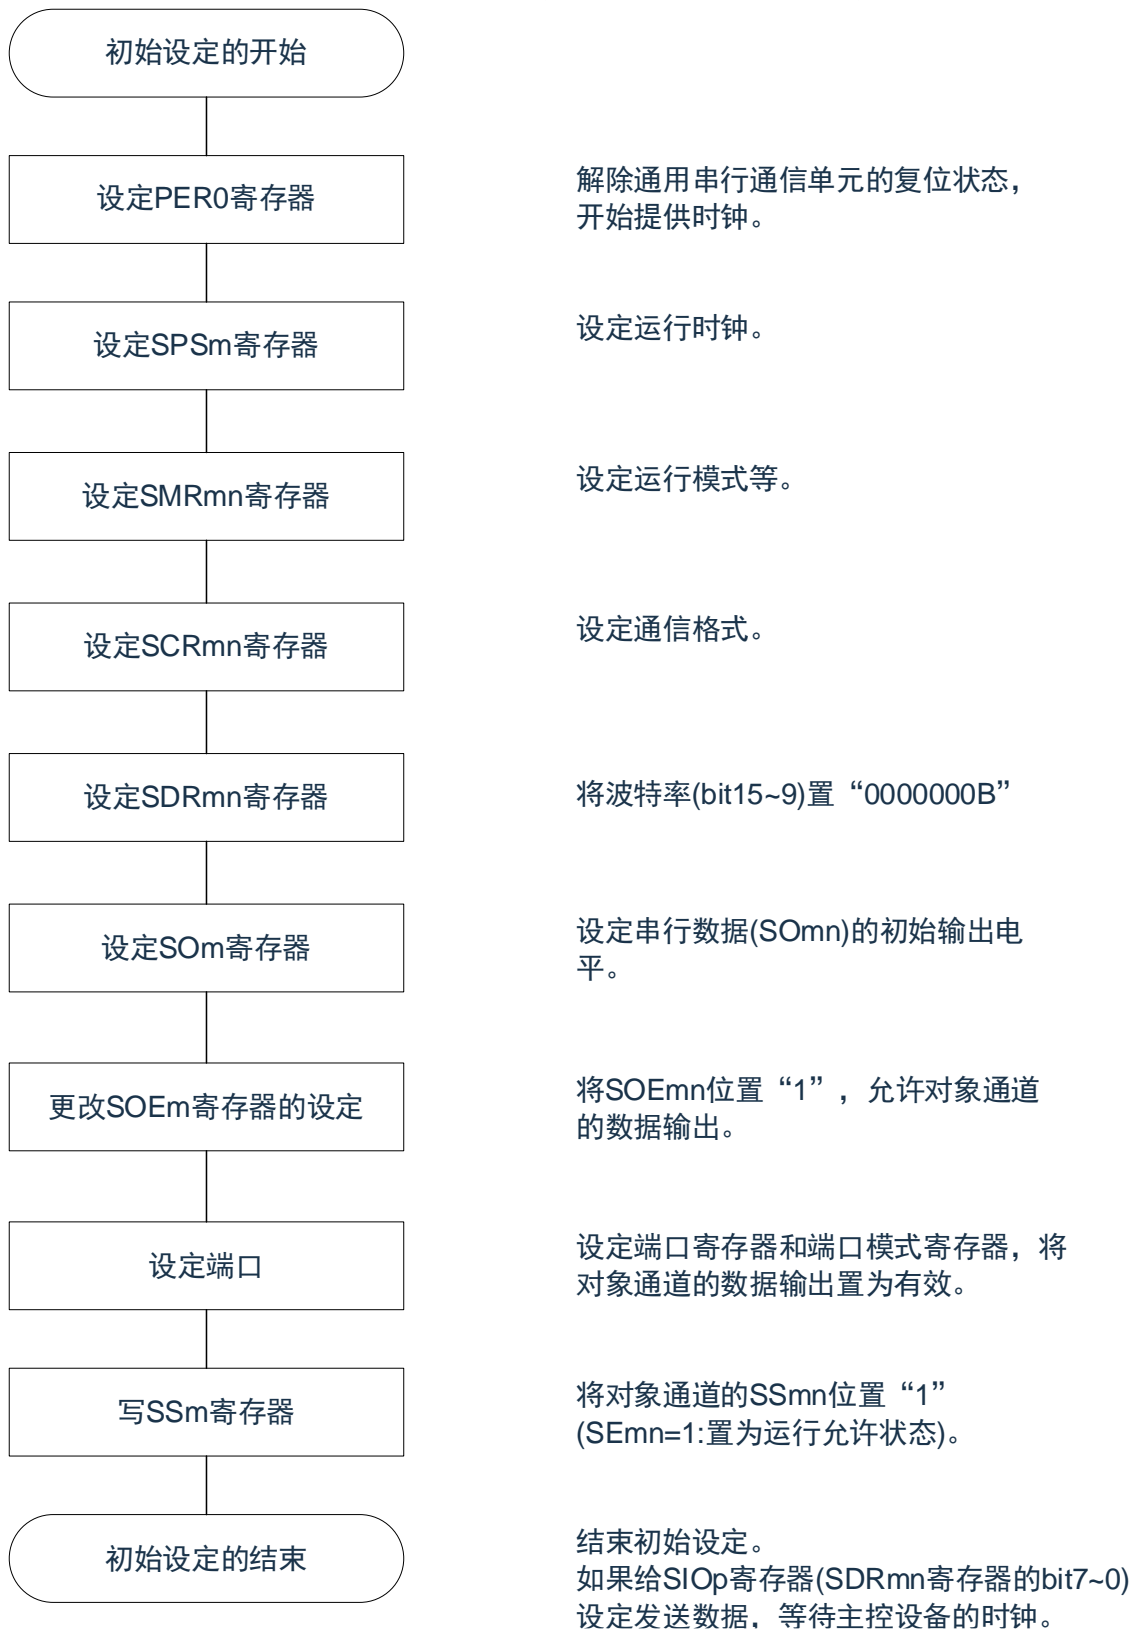 初始设定的开始
设定PER0寄存器
解除通用串行通信单元的复位状态，
开始提供时钟。
设定SPSm寄存器
设定运行时钟。
设定SMRmn寄存器
设定运行模式等。
设定SCRmn寄存器
设定通信格式。
设定SDRmn寄存器
将波特率(bit15~9)置“0000000B”
设定SOm寄存器
设定串行数据(SOmn)的初始输出电
平。
更改SOEm寄存器的设定
将SOEmn位置“1”，允许对象通道
的数据输出。
设定端口
设定端口寄存器和端口模式寄存器，将
对象通道的数据输出置为有效。
写SSm寄存器
将对象通道的SSmn位置“1”
(SEmn=1:置为运行允许状态)。
初始设定的结束
结束初始设定。
如果给SIOp寄存器(SDRmn寄存器的bit7~0)
设定发送数据，等待主控设备的时钟。